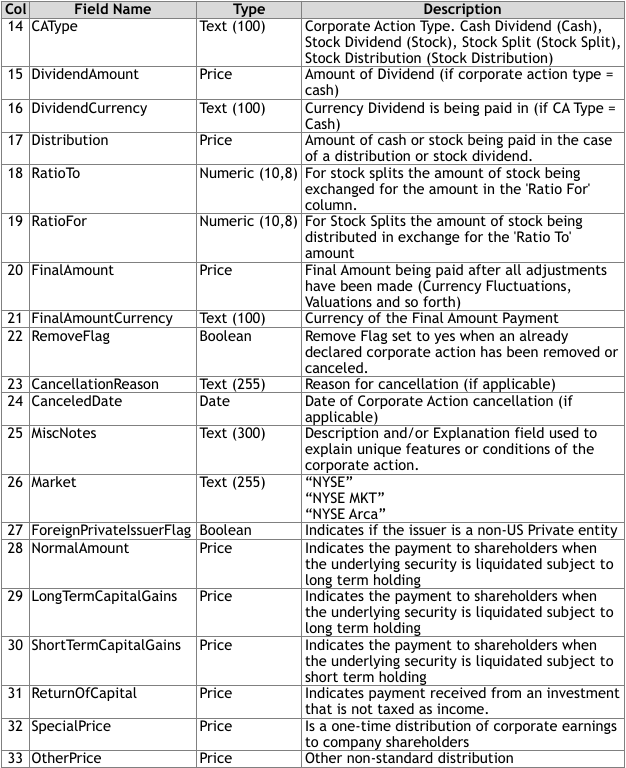 Col Field Name Type Description
14 CAType Text (100) Corporate Action Type. Cash Dividend (Cash),
Stock Dividend (Stock), Stock Split (Stock Split),
Stock Distribution (Stock Distribution)
15 DividendAmount Price Amount of Dividend (if corporate action type =
cash)
16 DividendCurrency Text (100) Currency Dividend is being paid in (if CA Type =
Cash)
17 Distribution Price Amount of cash or stock being paid in the case
of a distribution or stock dividend.
18 RatioTo Numeric (10,8) For stock splits the amount of stock being
exchanged for the amount in the 'Ratio For'
column.
19 RatioFor Numeric (10,8) For Stock Splits the amount of stock being
distributed in exchange for the 'Ratio To'
amount
20 FinalAmount Price Final Amount being paid after all adjustments
have been made (Currency Fluctuations,
Valuations and so forth)
21 FinalAmountCurrency Text (100) Currency of the Final Amount Payment
22 RemoveFlag Boolean Remove Flag set to yes when an already
declared corporate action has been removed or
canceled.
23 CancellationReason Text (255) Reason for cancellation (if applicable)
24 CanceledDate Date Date of Corporate Action cancellation (if
applicable)
25 MiscNotes Text (300) Description and/or Explanation field used to
explain unique features or conditions of the
corporate action.
26 Market Text (255) “NYSE”
“NYSE MKT”
“NYSE Arca”
27 ForeignPrivateIssuerFlag Boolean Indicates if the issuer is a non-US Private entity
28 NormalAmount Price Indicates the payment to shareholders when
the underlying security is liquidated subject to
long term holding
29 LongTermCapitalGains Price Indicates the payment to shareholders when
the underlying security is liquidated subject to
long term holding
30 ShortTermCapitalGains Price Indicates the payment to shareholders when
the underlying security is liquidated subject to
short term holding
31 ReturnOfCapital Price Indicates payment received from an investment
that is not taxed as income.
32 SpecialPrice Price Is a one-time distribution of corporate earnings
to company shareholders
33 OtherPrice Price Other non-standard distribution